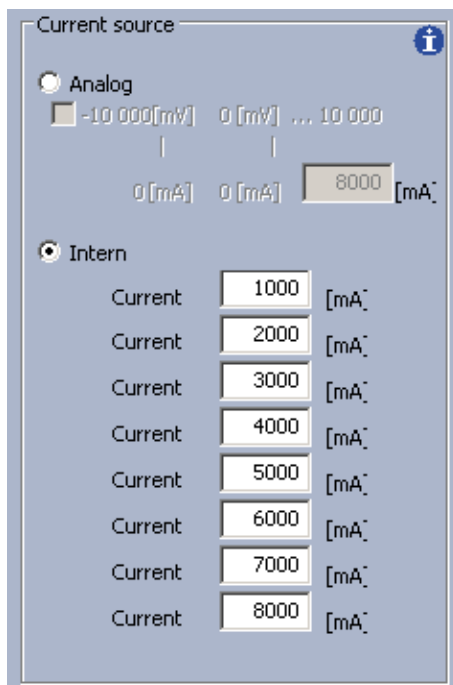 Current source
i
Analog
-10 000[mV] 0 [mV] ... 10 000
| |
0 [mA] 0 [mA] 8000 [mA]
Intern
Current 1000 [mA]
Current 2000 [mA]
Current 3000 [mA]
Current 4000 [mA]
Current 5000 [mA]
Current 6000 [mA]
Current 7000 [mA]
Current 8000 [mA]